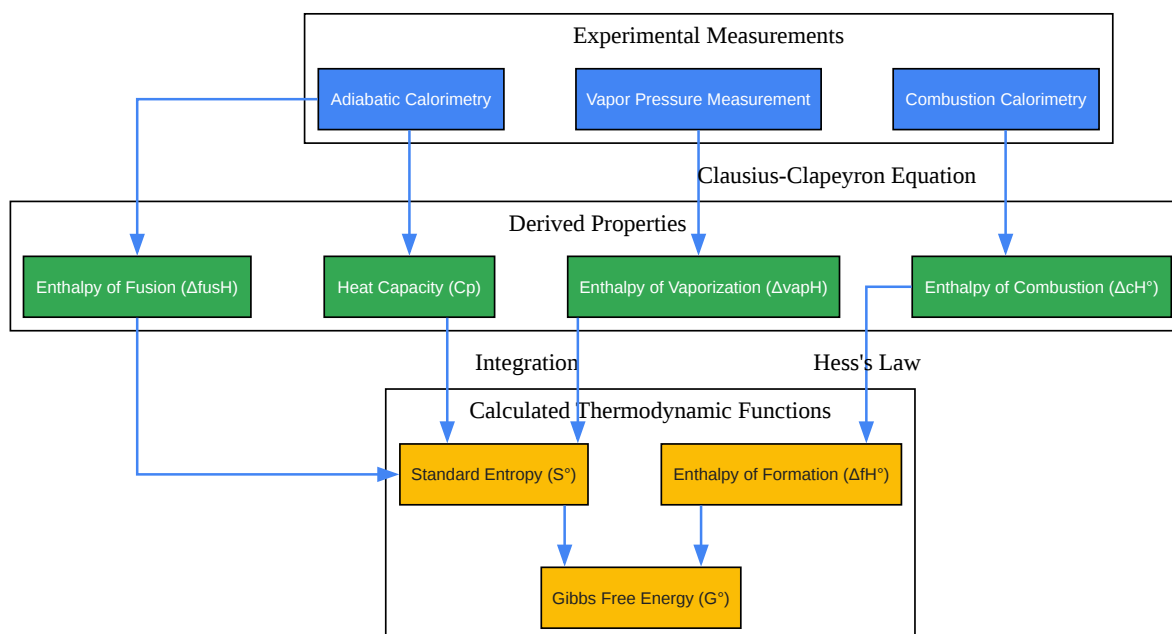 Experimental Measurements
Adiabatic Calorimetry
Vapor Pressure Measurement
Combustion Calorimetry
Clausius-Clapeyron Equation
Derived Properties
Enthalpy of Fusion (ΔfusH)
Heat Capacity (Cp)
Enthalpy of Vaporization (ΔvapH)
Enthalpy of Combustion (ΔcH°)
Integration
Hess's Law
Calculated Thermodynamic Functions
Standard Entropy (S°)
Enthalpy of Formation (ΔfH°)
Gibbs Free Energy (G°)